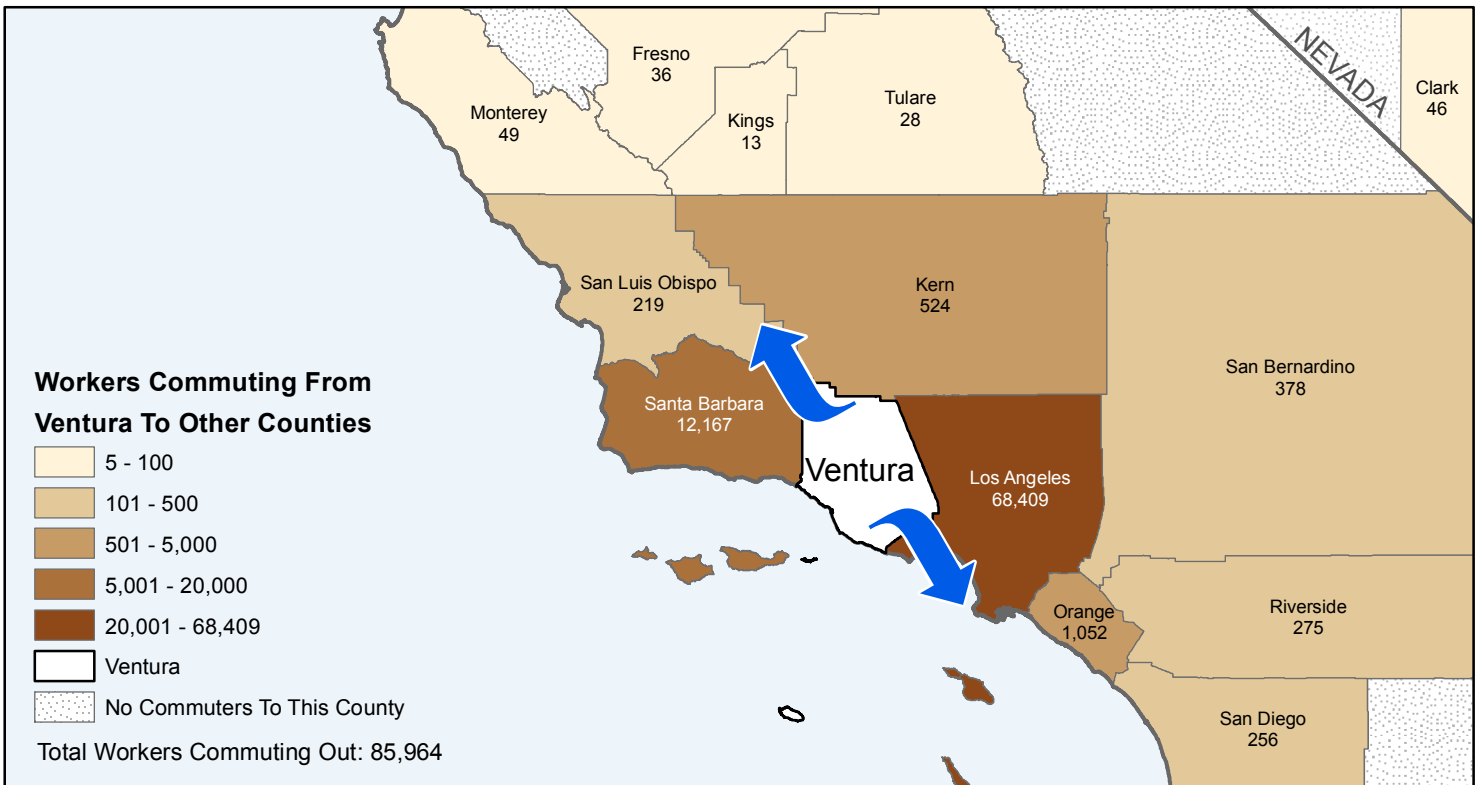 Fresno
36
Monterey
49
Kings
13
Tulare
28
NEVADA
Clark
46
San Luis Obispo
219
Kern
524
San Bernardino
378
Santa Barbara
12,167
Ventura
Los Angeles
68,409
Orange
1,052
Riverside
275
San Diego
256
Workers Commuting From
Ventura To Other Counties
5 - 100
101 - 500
501 - 5,000
5,001 - 20,000
20,001 - 68,409
Ventura
No Commuters To This County
Total Workers Commuting Out: 85,964